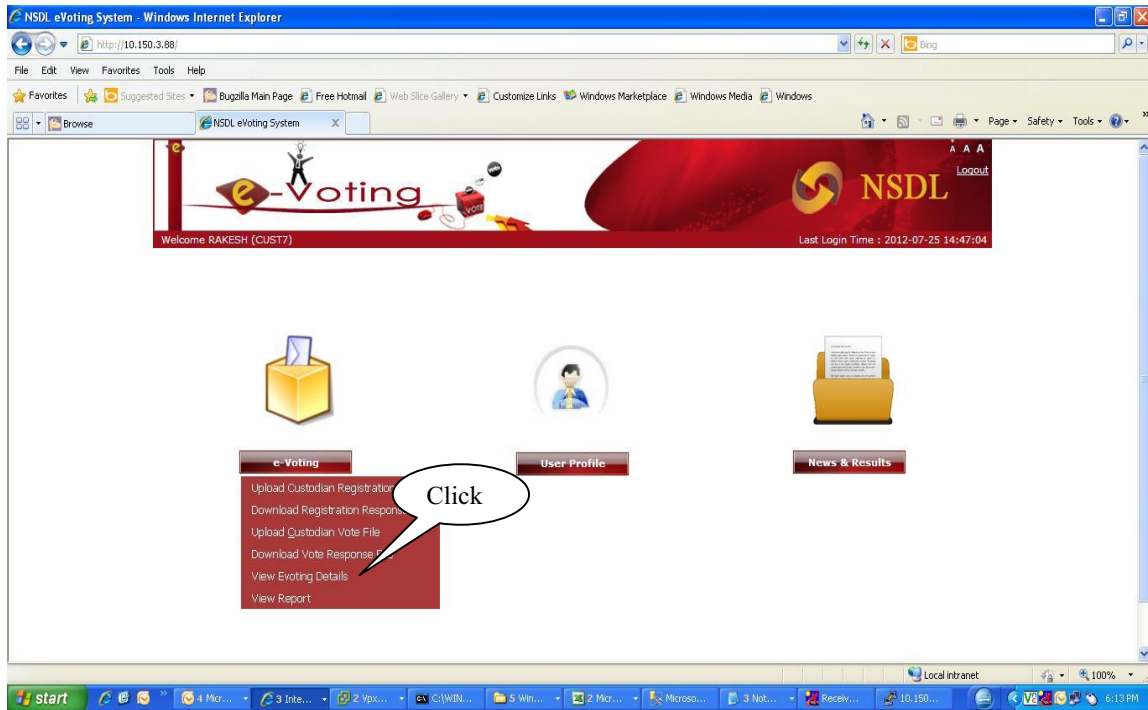 NSDL eVoting System - Windows Internet Explorer
http://10.150.3.88/
Bing
File Edit View Favorites Tools Help
Favorites Suggested Sites Bugzilla Main Page Free Hotmail Web Slice Gallery Customize Links Windows Marketplace Windows Media Windows
Browse NSDL eVoting System X Page Safety Tools
e-Voting
VOTE
NSDL
A A A
Logout
Welcome RAKESH (CUST7) Last Login Time : 2012-07-25 14:47:04
e-Voting User Profile News & Results
Upload Custodian Registration
Download Registration Response
Upload Custodian Vote File
Download Vote Response
View Evoting Details
View Report
Click
Local intranet 100%
start 4 Micr... 3 Inte... 2 Vpx... C:\WIN... 5 Win... 2 Micr... Microso... 3 Not... Receiv... 10.150... 6:13 PM